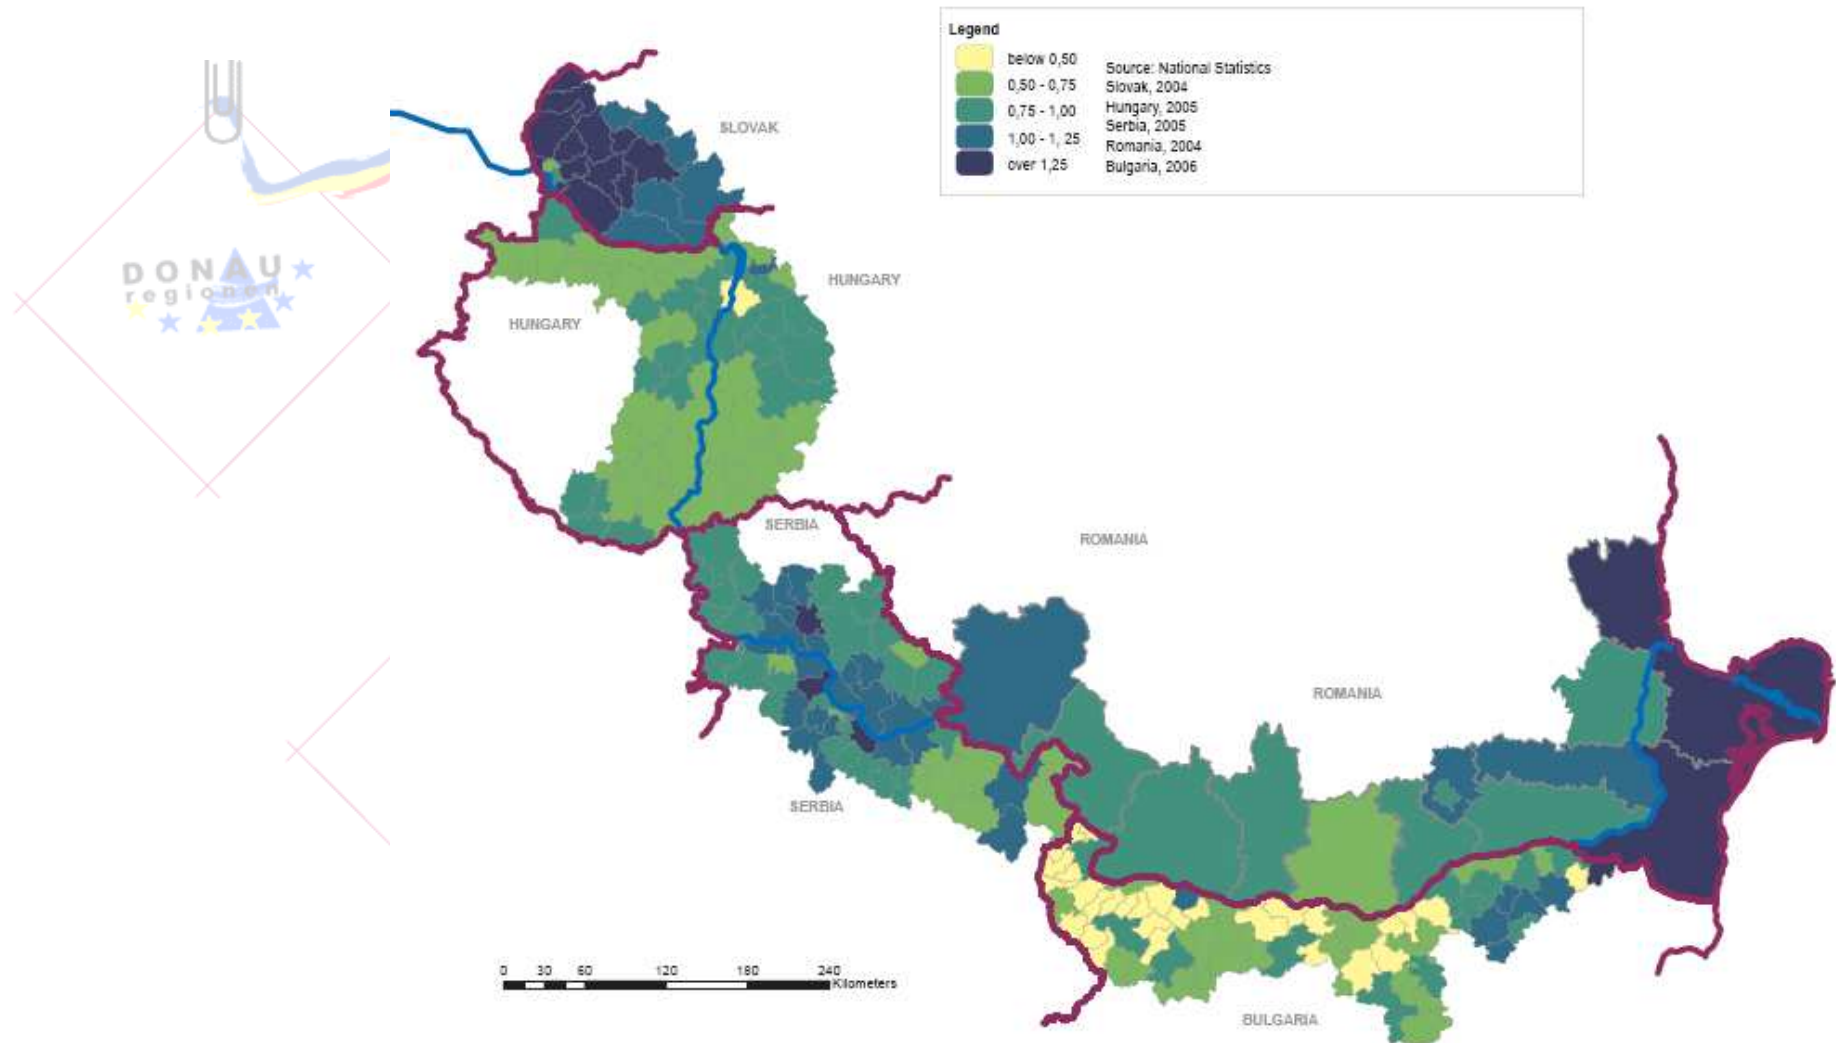 Legend
below 0,50
0,50 - 0,75
0,75 - 1,00
1,00 - 1, 25
over 1,25
Source: National Statistics
Slovak, 2004
Hungary, 2005
Serbia, 2005
Romania, 2004
Bulgaria, 2006
SLOVAK
DONAU
regionen
HUNGARY
HUNGARY
SERBIA
ROMANIA
ROMANIA
SERBIA
0 30 60 120 180 240
Kilometers
BULGARIA